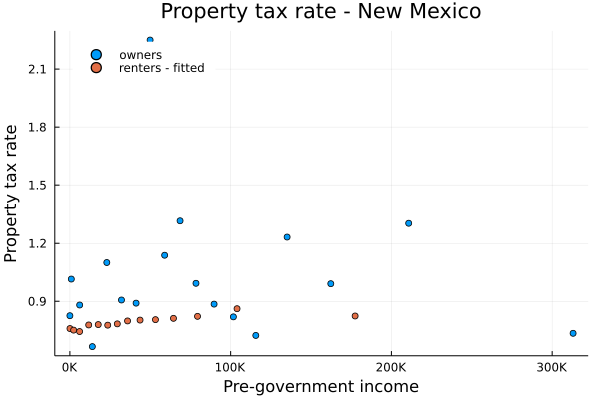 Property tax rate - New Mexico
owners
renters - fitted
Property tax rate
2.1
1.8
1.5
1.2
0.9
0K
100K
200K
300K
Pre-government income